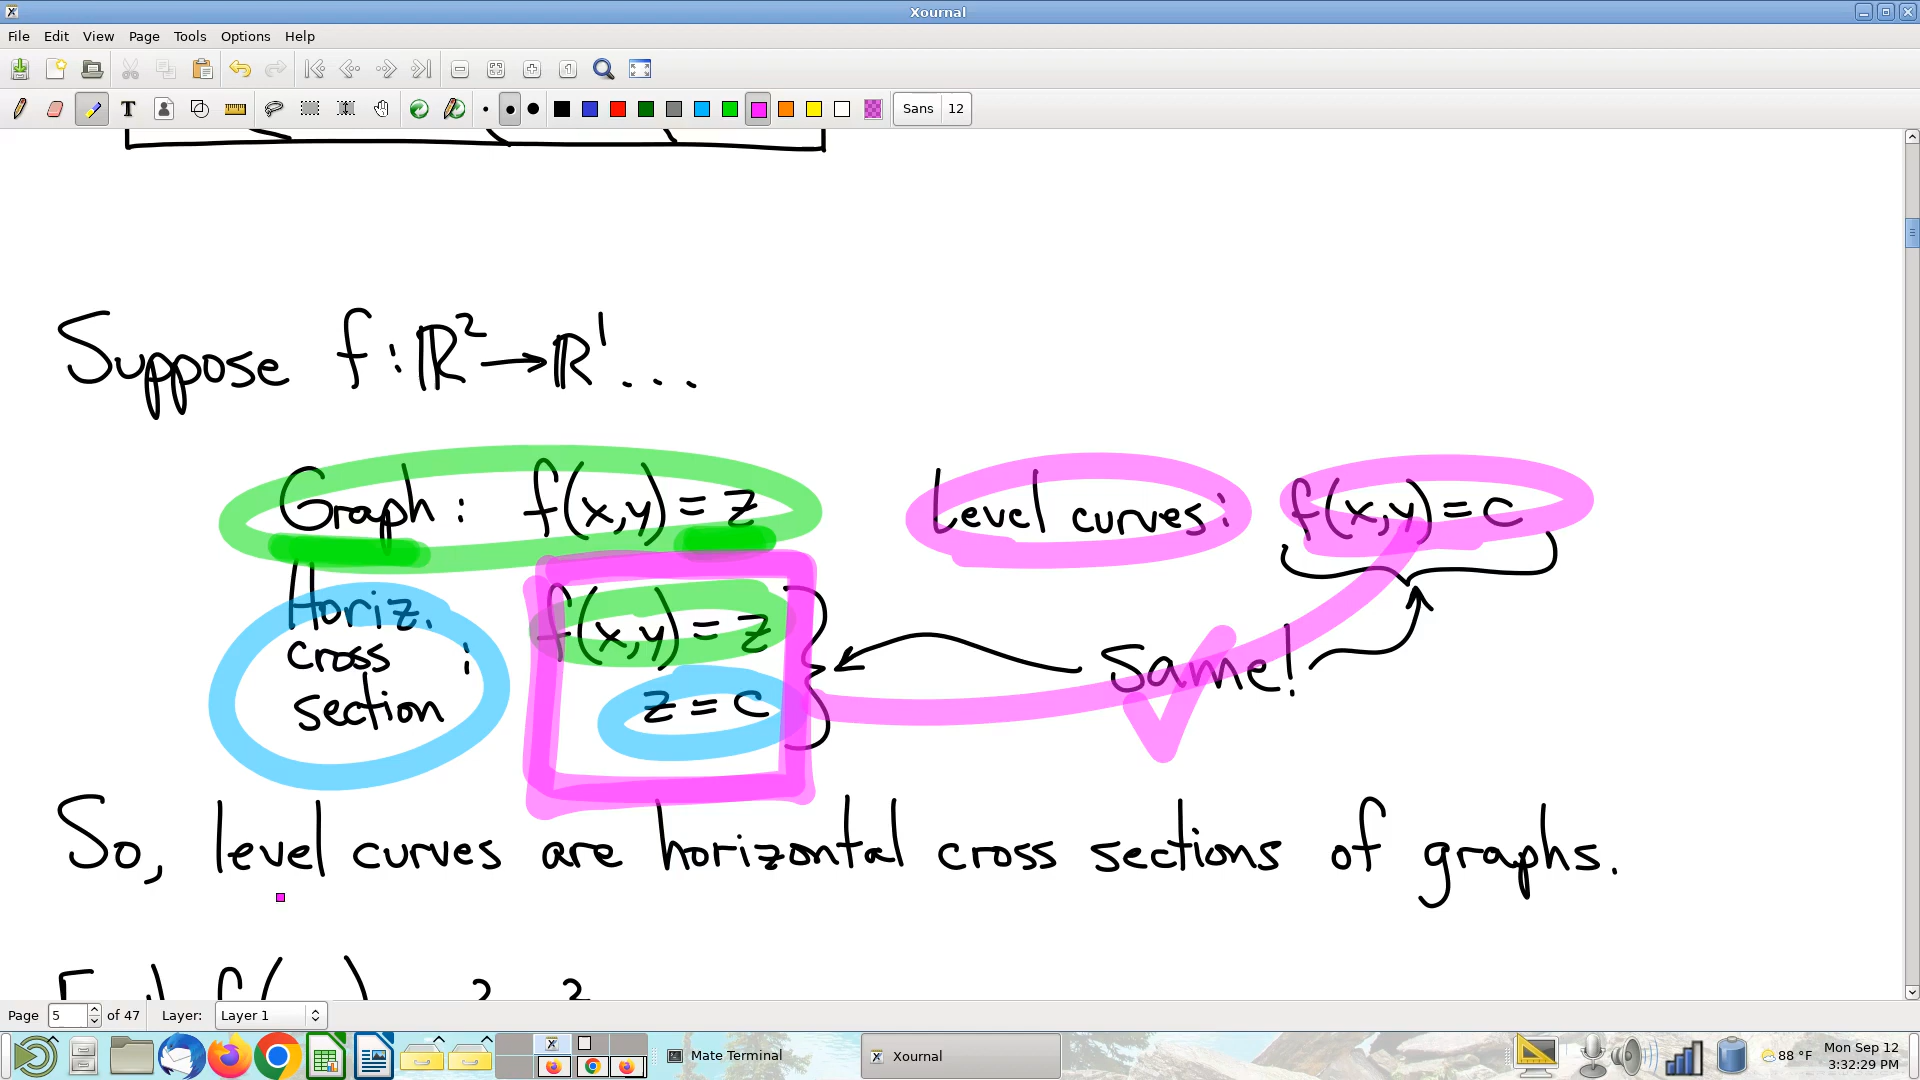 Xournal
File Edit View Page Tools Options Help
Sans 12
Suppose f : ℝ² → ℝ¹ . . .
Graph : f(x,y) = z
Level curves : f(x,y) = c
Horiz.
cross :
section
f(x,y) = z
z = c
Same!
So, level curves are horizontal cross sections of graphs.
Page 5 of 47 Layer: Layer 1
Mate Terminal
Xournal
88 °F
Mon Sep 12
3:32:29 PM